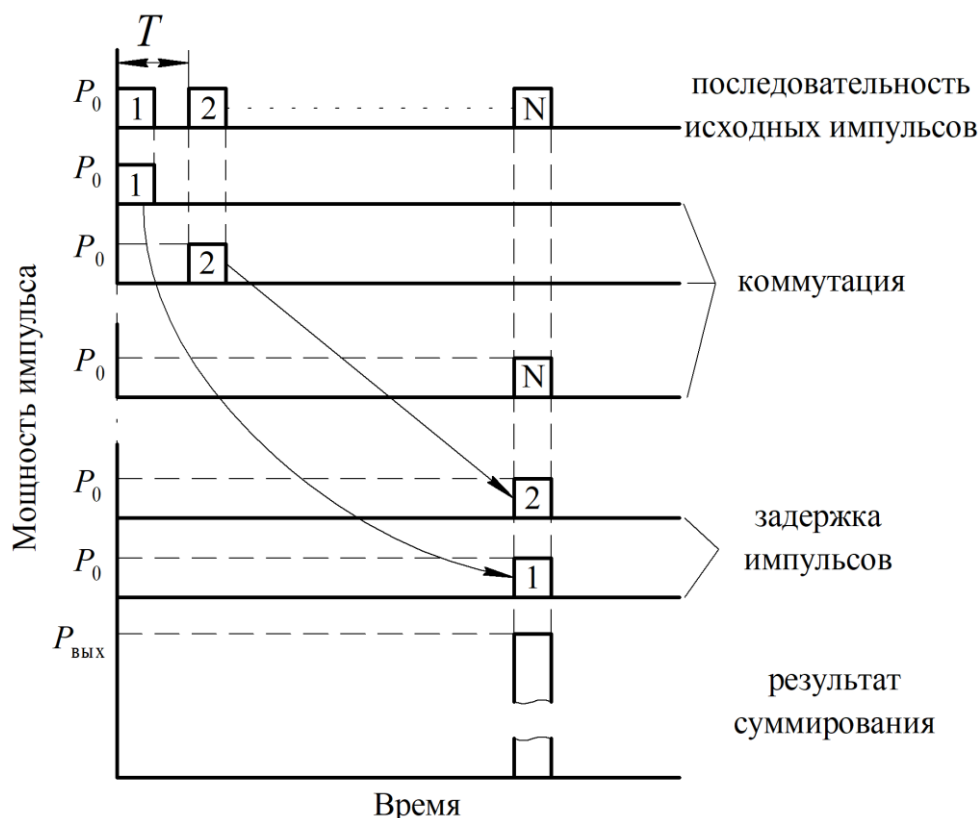 T
P₀ 1 2 N
последовательность
исходных импульсов
P₀ 1
P₀ 2
коммутация
P₀ N
Мощность импульса
P₀ 2
задержка
импульсов
P₀ 1
Pвых
результат
суммирования
Время